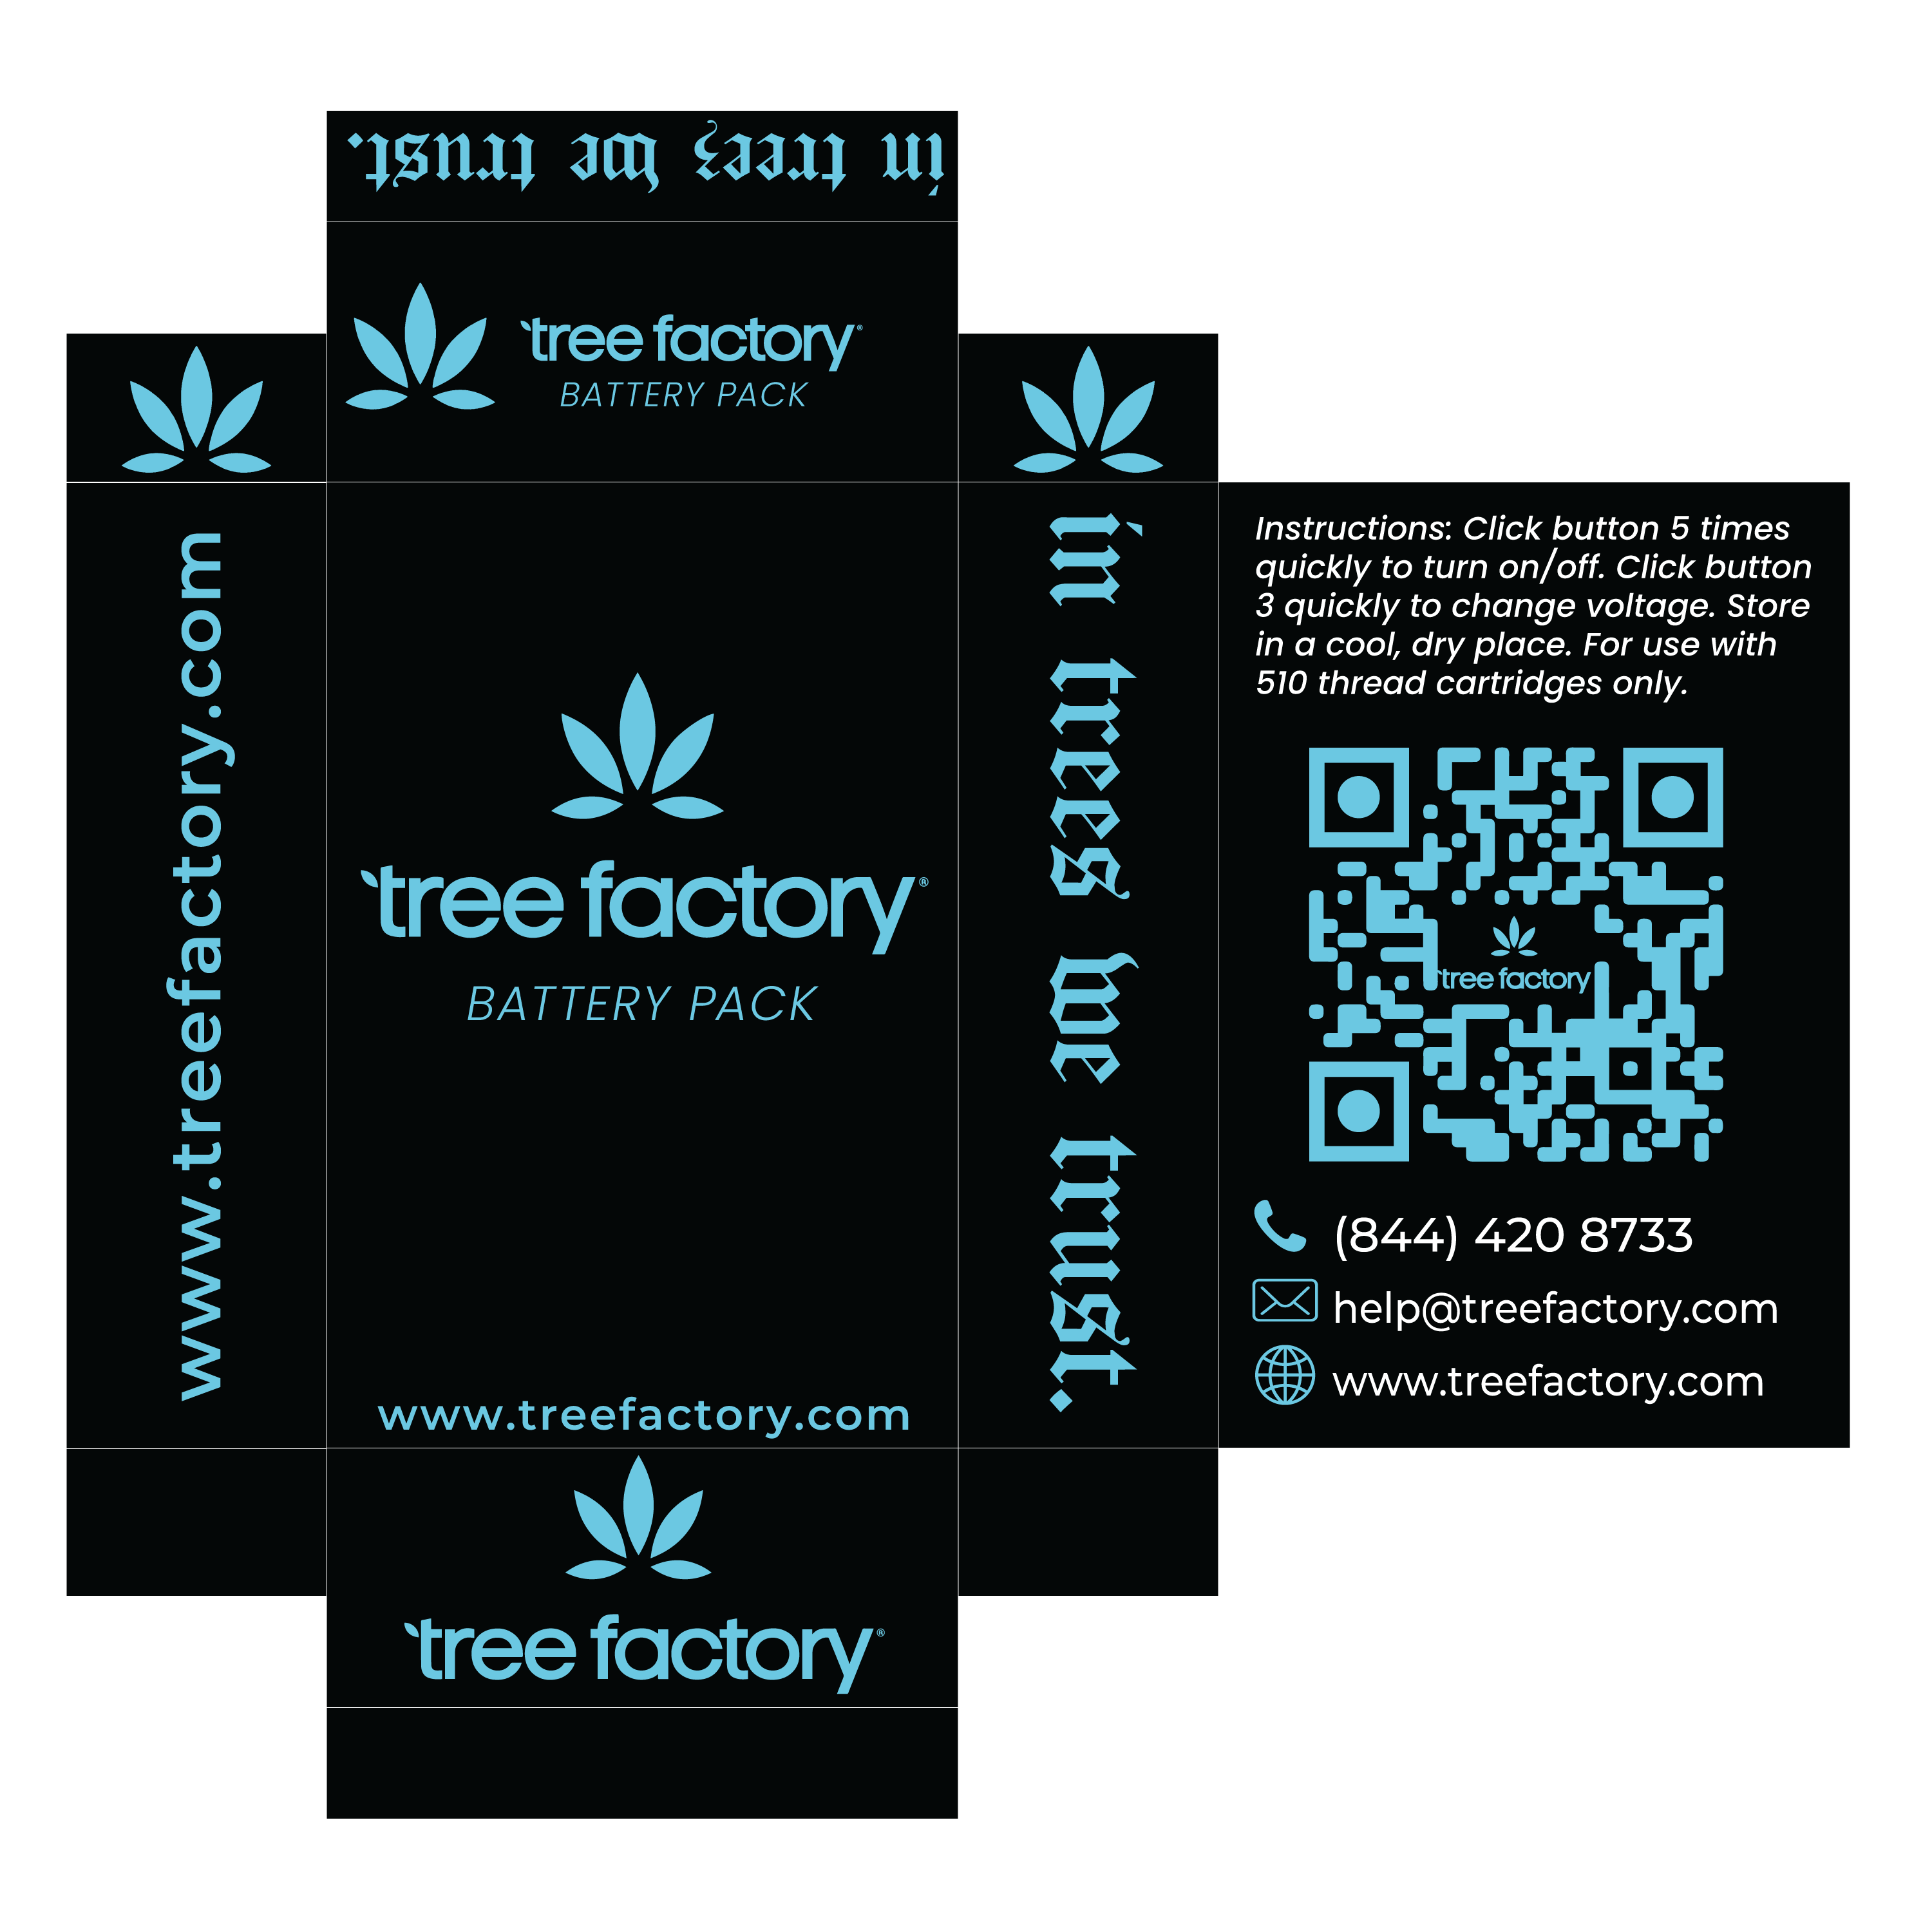 in trees we trust.
tree factory®
BATTERY PACK
www.treefactory.com
tree factory®
BATTERY PACK
www.treefactory.com
in trees we trust.
Instructions: Click button 5 times
quickly to turn on/off. Click button
3 quickly to change voltage. Store
in a cool, dry place. For use with
510 thread cartridges only.
tree factory
(844) 420 8733
help@treefactory.com
www.treefactory.com
tree factory®